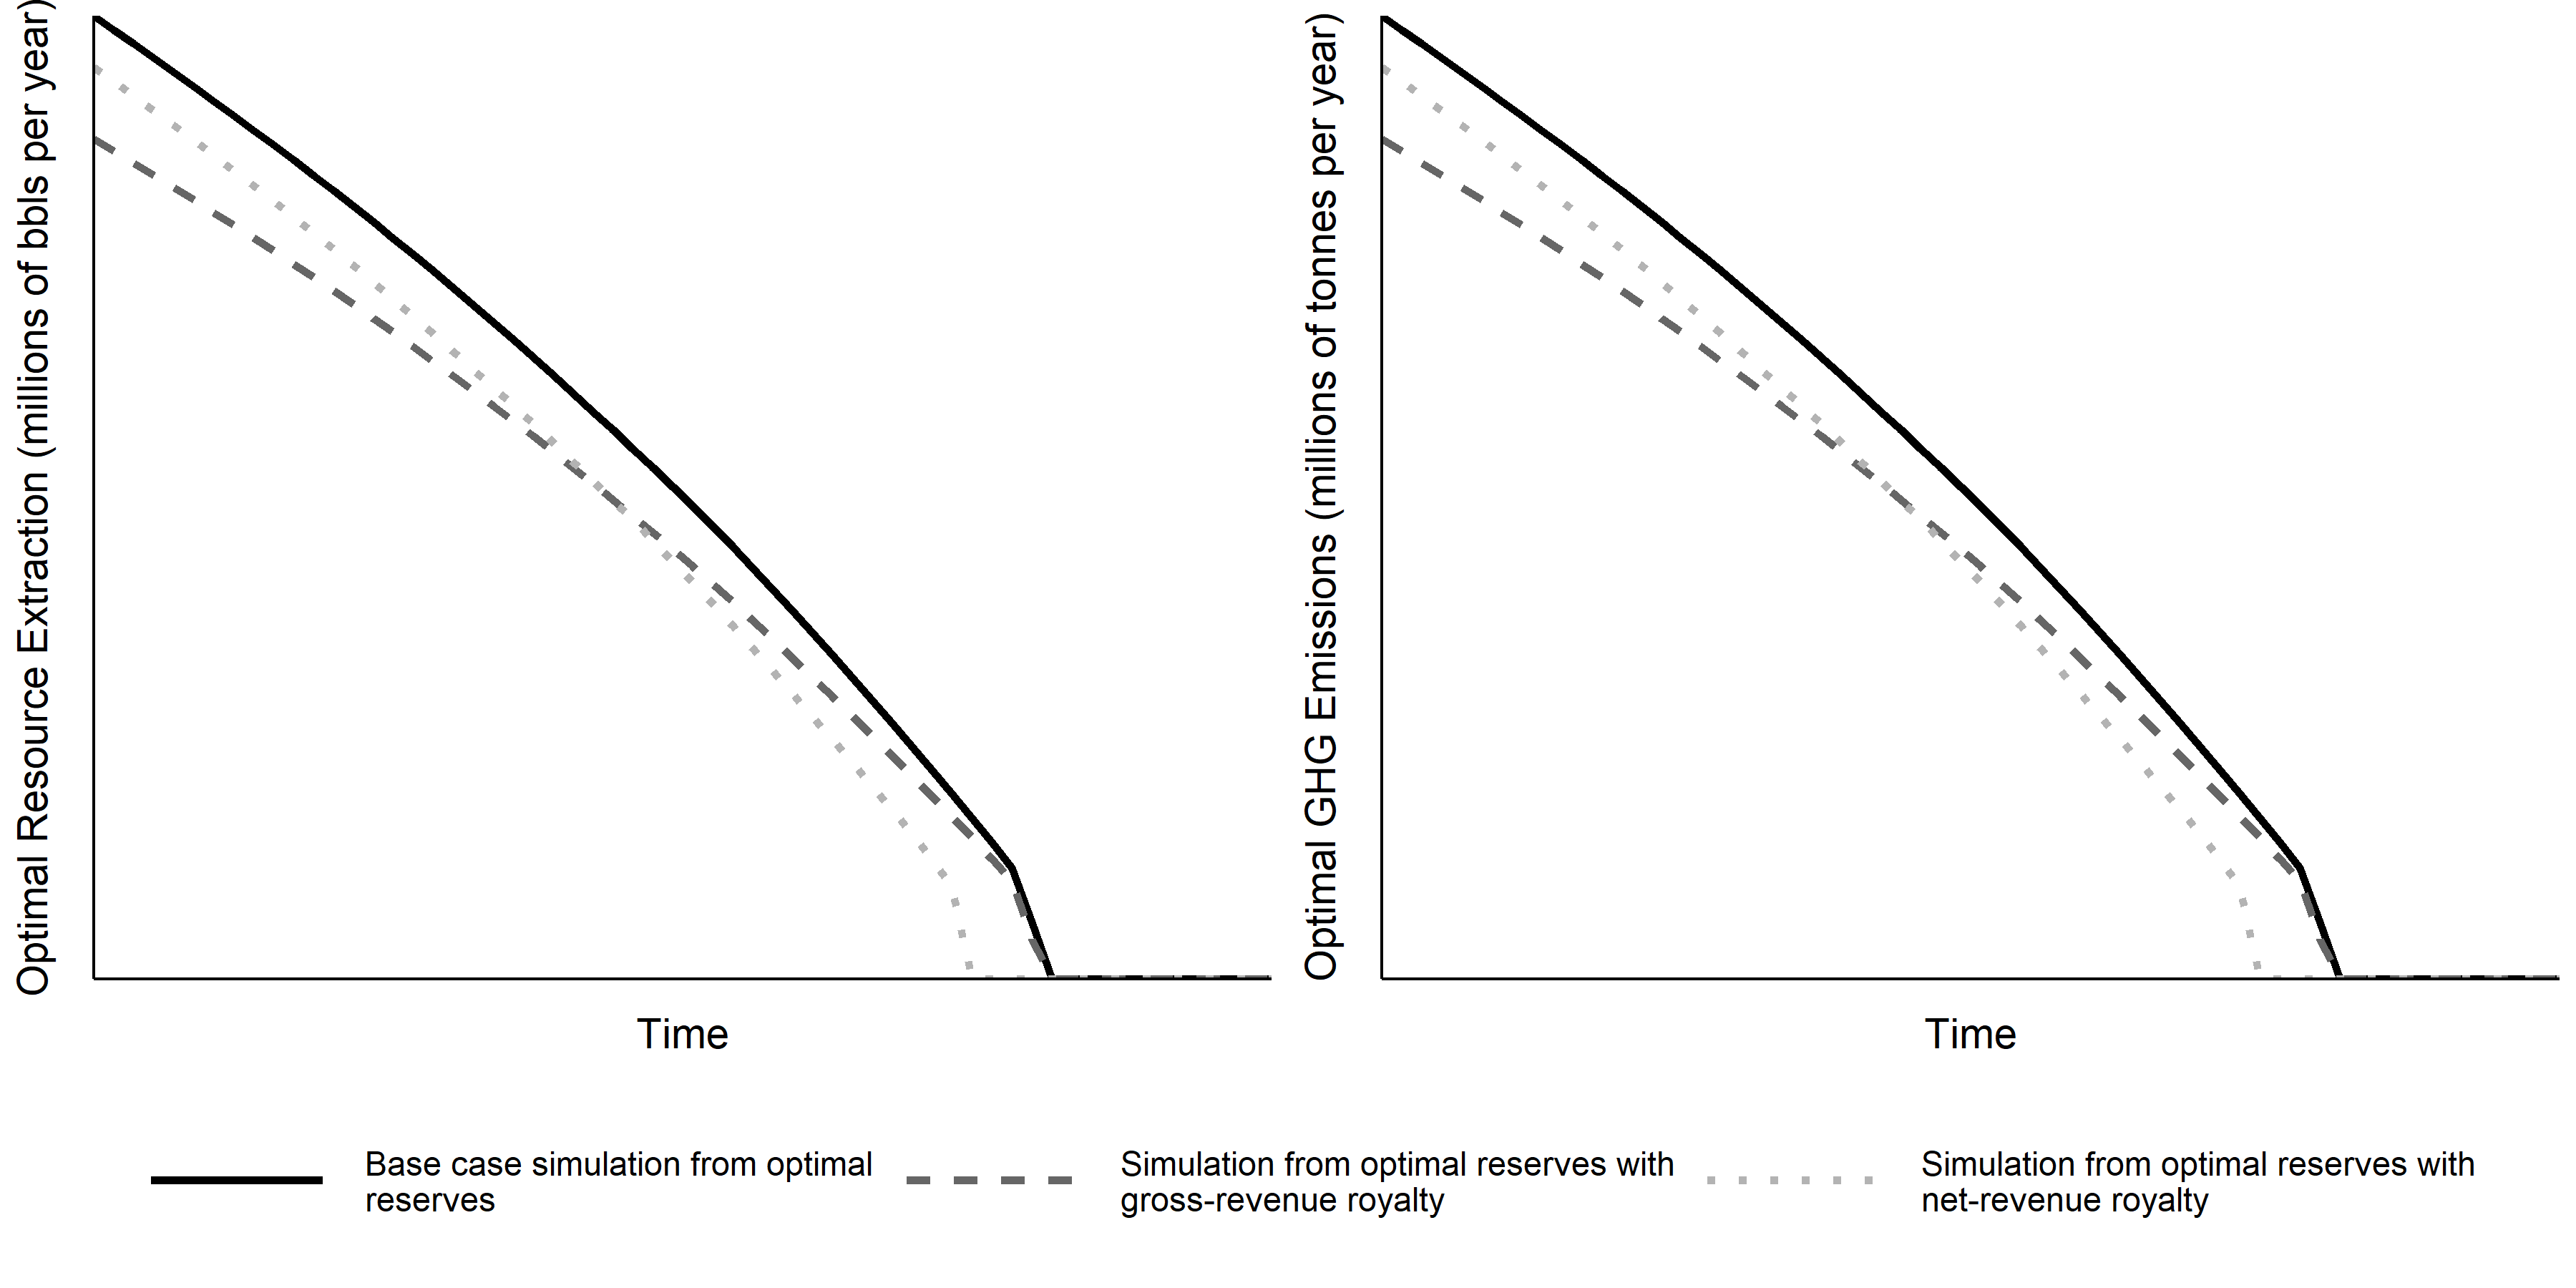 Optimal Resource Extraction (millions of bbls per year)
Time
Optimal GHG Emissions (millions of tonnes per year)
Time
Base case simulation from optimal
reserves
Simulation from optimal reserves with
gross-revenue royalty
Simulation from optimal reserves with
net-revenue royalty